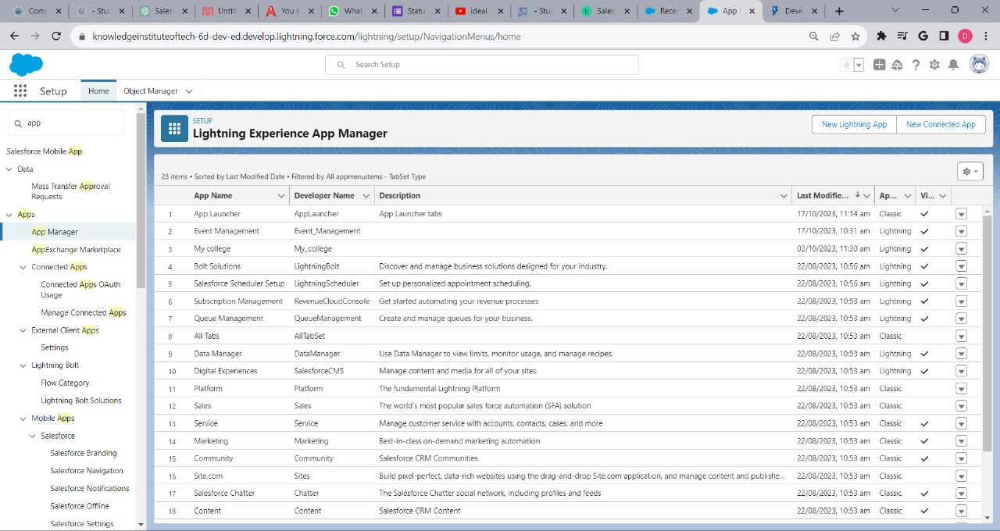 Comr
- Stud
Salesf
Untitl
You s
What
Statu
ideal
- Stud
Salest
Recen
App M
Devel
knowledgeinstituteoftech-6d-dev-ed.develop.lightning.force.com/lightning/setup/NavigationMenus/home
D
Search Setup
Setup
Home
Object Manager
app
Salesforce Mobile App
Data
Mass Transfer Approval
Requests
Apps
App Manager
AppExchange Marketplace
Connected Apps
Connected Apps OAuth
Usage
Manage Connected Apps
External Client Apps
Settings
Lightning Bolt
Flow Category
Lightning Bolt Solutions
Mobile Apps
Salesforce
Salesforce Branding
Salesforce Navigation
Salesforce Notifications
Salesforce Offline
Salesforce Settings
SETUP
Lightning Experience App Manager
New Lightning App
New Connected App
23 items • Sorted by Last Modified Date • Filtered by All appmenuitems - TabSet Type
App Name Developer Name Description Last Modifie... Ap... Vi...
1 App Launcher AppLauncher App Launcher tabs 17/10/2023, 11:14 am Classic
2 Event Management Event_Management 17/10/2023, 10:31 am Lightning
3 My college My_college 03/10/2023, 11:30 am Lightning
4 Bolt Solutions LightningBolt Discover and manage business solutions designed for your industry. 22/08/2023, 10:56 am Lightning
5 Salesforce Scheduler Setup LightningScheduler Set up personalized appointment scheduling. 22/08/2023, 10:56 am Lightning
6 Subscription Management RevenueCloudConsole Get started automating your revenue processes 22/08/2023, 10:53 am Lightning
7 Queue Management QueueManagement Create and manage queues for your business. 22/08/2023, 10:53 am Lightning
8 All Tabs AllTabSet 22/08/2023, 10:53 am Classic
9 Data Manager DataManager Use Data Manager to view limits, monitor usage, and manage recipes. 22/08/2023, 10:53 am Lightning
10 Digital Experiences SalesforceCMS Manage content and media for all of your sites. 22/08/2023, 10:53 am Lightning
11 Platform Platform The fundamental Lightning Platform 22/08/2023, 10:53 am Classic
12 Sales Sales The world's most popular sales force automation (SFA) solution 22/08/2023, 10:53 am Classic
13 Service Service Manage customer service with accounts, contacts, cases, and more 22/08/2023, 10:53 am Classic
14 Marketing Marketing Best-in-class on-demand marketing automation 22/08/2023, 10:53 am Classic
15 Community Community Salesforce CRM Communities 22/08/2023, 10:53 am Classic
16 Site.com Sites Build pixel-perfect, data-rich websites using the drag-and-drop Site.com application, and manage content and publishe... 22/08/2023, 10:53 am Classic
17 Salesforce Chatter Chatter The Salesforce Chatter social network, including profiles and feeds 22/08/2023, 10:53 am Classic
18 Content Content Salesforce CRM Content 22/08/2023, 10:53 am Classic